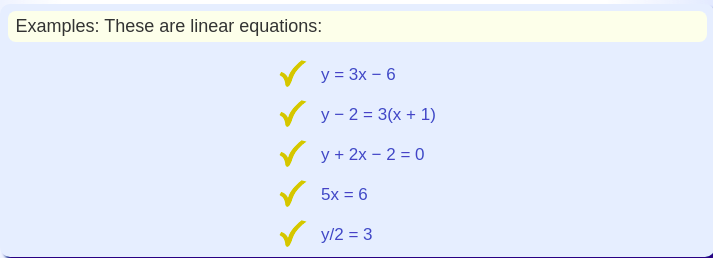 Examples: These are linear equations:
y = 3x − 6
y − 2 = 3(x + 1)
y + 2x − 2 = 0
5x = 6
y/2 = 3